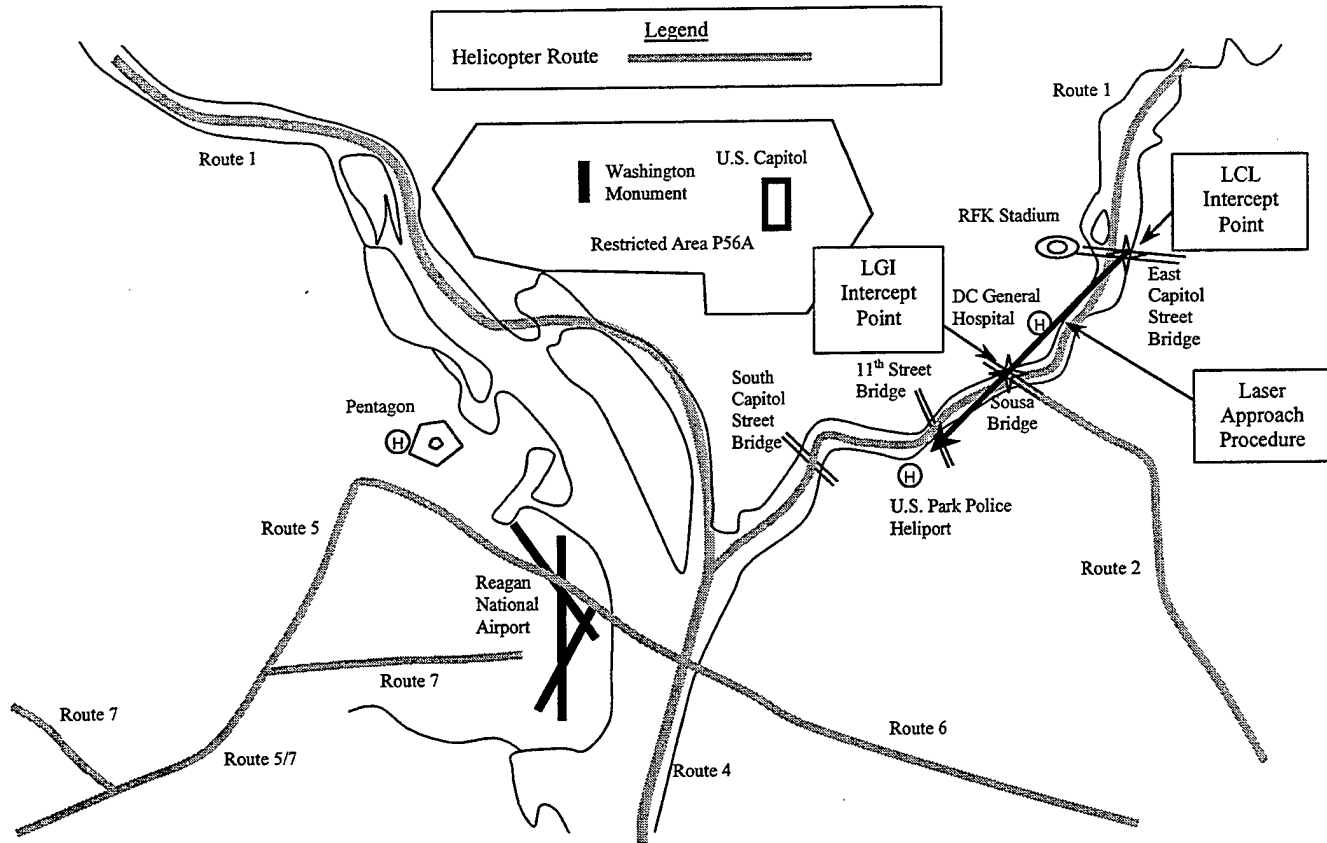 Legend
Helicopter Route
Route 1
Route 1
LCL
Intercept
Point
U.S. Capitol
Washington
Monument
RFK Stadium
Restricted Area P56A
LGI
Intercept
Point
DC General
Hospital
H
East
Capitol
Street
Bridge
11th Street
Bridge
South
Capitol
Street
Bridge
Sousa
Bridge
Laser
Approach
Procedure
Pentagon
H
H
U.S. Park Police
Heliport
Route 5
Route 2
Reagan
National
Airport
Route 7
Route 7
Route 6
Route 5/7
Route 4